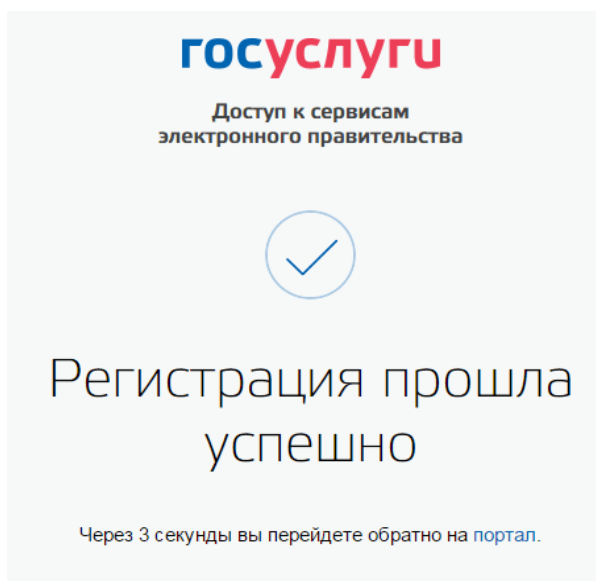 госуслуги
Доступ к сервисам
электронного правительства
Регистрация прошла
успешно
Через 3 секунды вы перейдете обратно на портал.